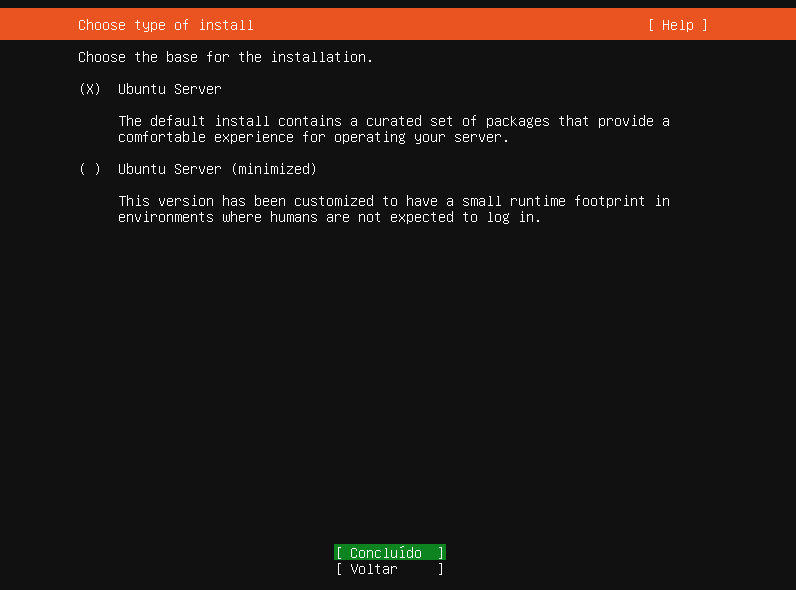 Choose type of install [ Help ]
Choose the base for the installation.
(X) Ubuntu Server
The default install contains a curated set of packages that provide a
comfortable experience for operating your server.
( ) Ubuntu Server (minimized)
This version has been customized to have a small runtime footprint in
environments where humans are not expected to log in.
[ Concluído ]
[ Voltar ]